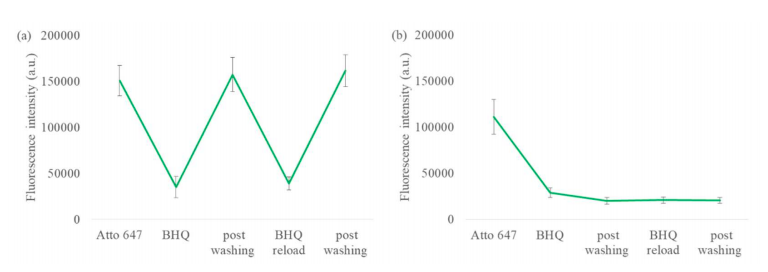 (a)
Fluorescence intensity (a.u.)
200000
150000
100000
50000
0
Atto 647
BHQ
post
washing
BHQ
reload
post
washing
(b)
Fluorescence intensity (a.u.)
200000
150000
100000
50000
0
Atto 647
BHQ
post
washing
BHQ
reload
post
washing